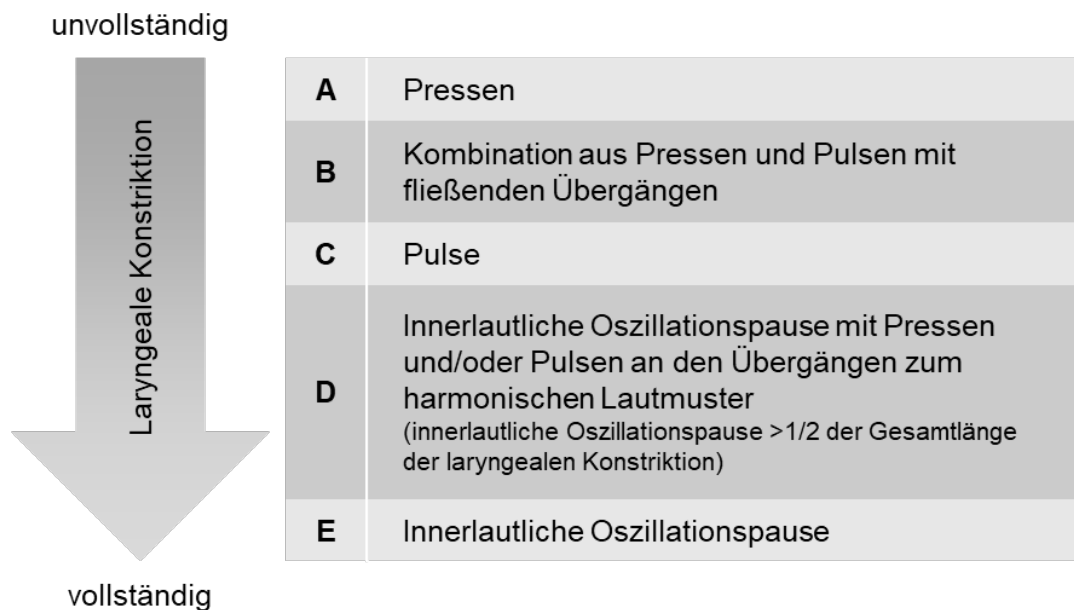 unvollständig
Laryngeale Konstriktion
A Pressen
B Kombination aus Pressen und Pulsen mit
fließenden Übergängen
C Pulse
D Innerlautliche Oszillationspause mit Pressen
und/oder Pulsen an den Übergängen zum
harmonischen Lautmuster
(innerlautliche Oszillationspause >1/2 der Gesamtlänge
der laryngealen Konstriktion)
E Innerlautliche Oszillationspause
vollständig